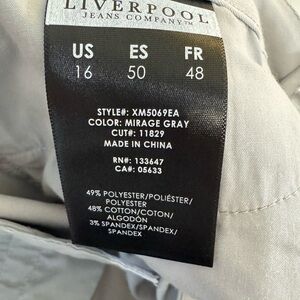 LIVERPOOL
JEANS COMPANY™
US ES FR
16 50 48
STYLE#: XM5069EA
COLOR: MIRAGE GRAY
CUT#: 11829
MADE IN CHINA
RN#: 133647
CA#: 05633
49% POLYESTER/POLIÉSTER/
POLYESTER
48% COTTON/COTON/
ALGODÓN
3% SPANDEX/SPANDEX/
SPANDEX